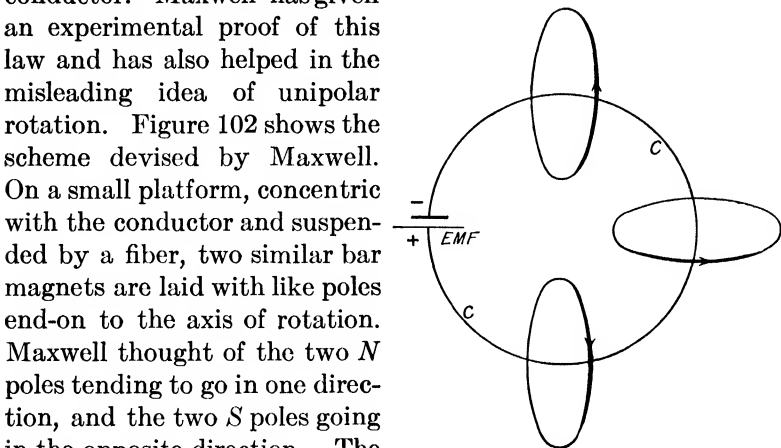 conductor. Maxwell has given
an experimental proof of this
law and has also helped in the
misleading idea of unipolar
rotation. Figure 102 shows the
scheme devised by Maxwell.
On a small platform, concentric
with the conductor and suspen-
ded by a fiber, two similar bar
magnets are laid with like poles
end-on to the axis of rotation.
Maxwell thought of the two N
poles tending to go in one direc-
tion, and the two S poles going
in the opposite direction. The
C
−
+ EMF
C